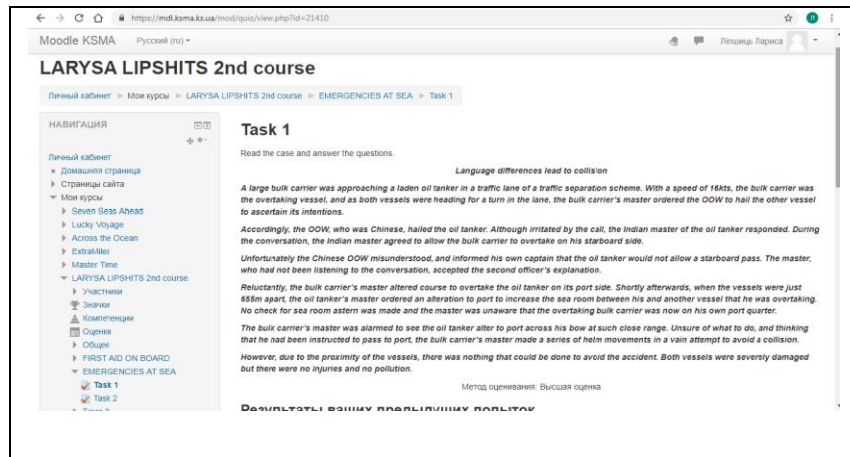 https://mdl.ksma.ks.ua/mod/quiz/view.php?id=21410
Moodle KSMA Русский (ru)
Ліпшиць Лариса
LARYSA LIPSHITS 2nd course
Личный кабинет Мои курсы LARYSA LIPSHITS 2nd course EMERGENCIES AT SEA Task 1
НАВИГАЦИЯ
Личный кабинет
Домашняя страница
Страницы сайта
Мои курсы
Seven Seas Ahead
Lucky Voyage
Across the Ocean
ExtraMiler
Master Time
LARYSA LIPSHITS 2nd course
Участники
Значки
Компетенции
Оценки
Общее
FIRST AID ON BOARD
EMERGENCIES AT SEA
Task 1
Task 2
Task 1
Read the case and answer the questions.
Language differences lead to collision
A large bulk carrier was approaching a laden oil tanker in a traffic lane of a traffic separation scheme. With a speed of 16kts, the bulk carrier was
the overtaking vessel, and as both vessels were heading for a turn in the lane, the bulk carrier's master ordered the OOW to hail the other vessel
to ascertain its intentions.
Accordingly, the OOW, who was Chinese, hailed the oil tanker. Although irritated by the call, the Indian master of the oil tanker responded. During
the conversation, the Indian master agreed to allow the bulk carrier to overtake on his starboard side.
Unfortunately the Chinese OOW misunderstood, and informed his own captain that the oil tanker would not allow a starboard pass. The master,
who had not been listening to the conversation, accepted the second officer's explanation.
Reluctantly, the bulk carrier's master altered course to overtake the oil tanker on its port side. Shortly afterwards, when the vessels were just
655m apart, the oil tanker's master ordered an alteration to port to increase the sea room between his and another vessel that he was overtaking.
No check for sea room astern was made and the master was unaware that the overtaking bulk carrier was now on his own port quarter.
The bulk carrier's master was alarmed to see the oil tanker alter to port across his bow at such close range. Unsure of what to do, and thinking
that he had been instructed to pass to port, the bulk carrier's master made a series of helm movements in a vain attempt to avoid a collision.
However, due to the proximity of the vessels, there was nothing that could be done to avoid the accident. Both vessels were severely damaged
but there were no injuries and no pollution.
Метод оценивания: Высшая оценка
Результаты ваших предыдущих попыток